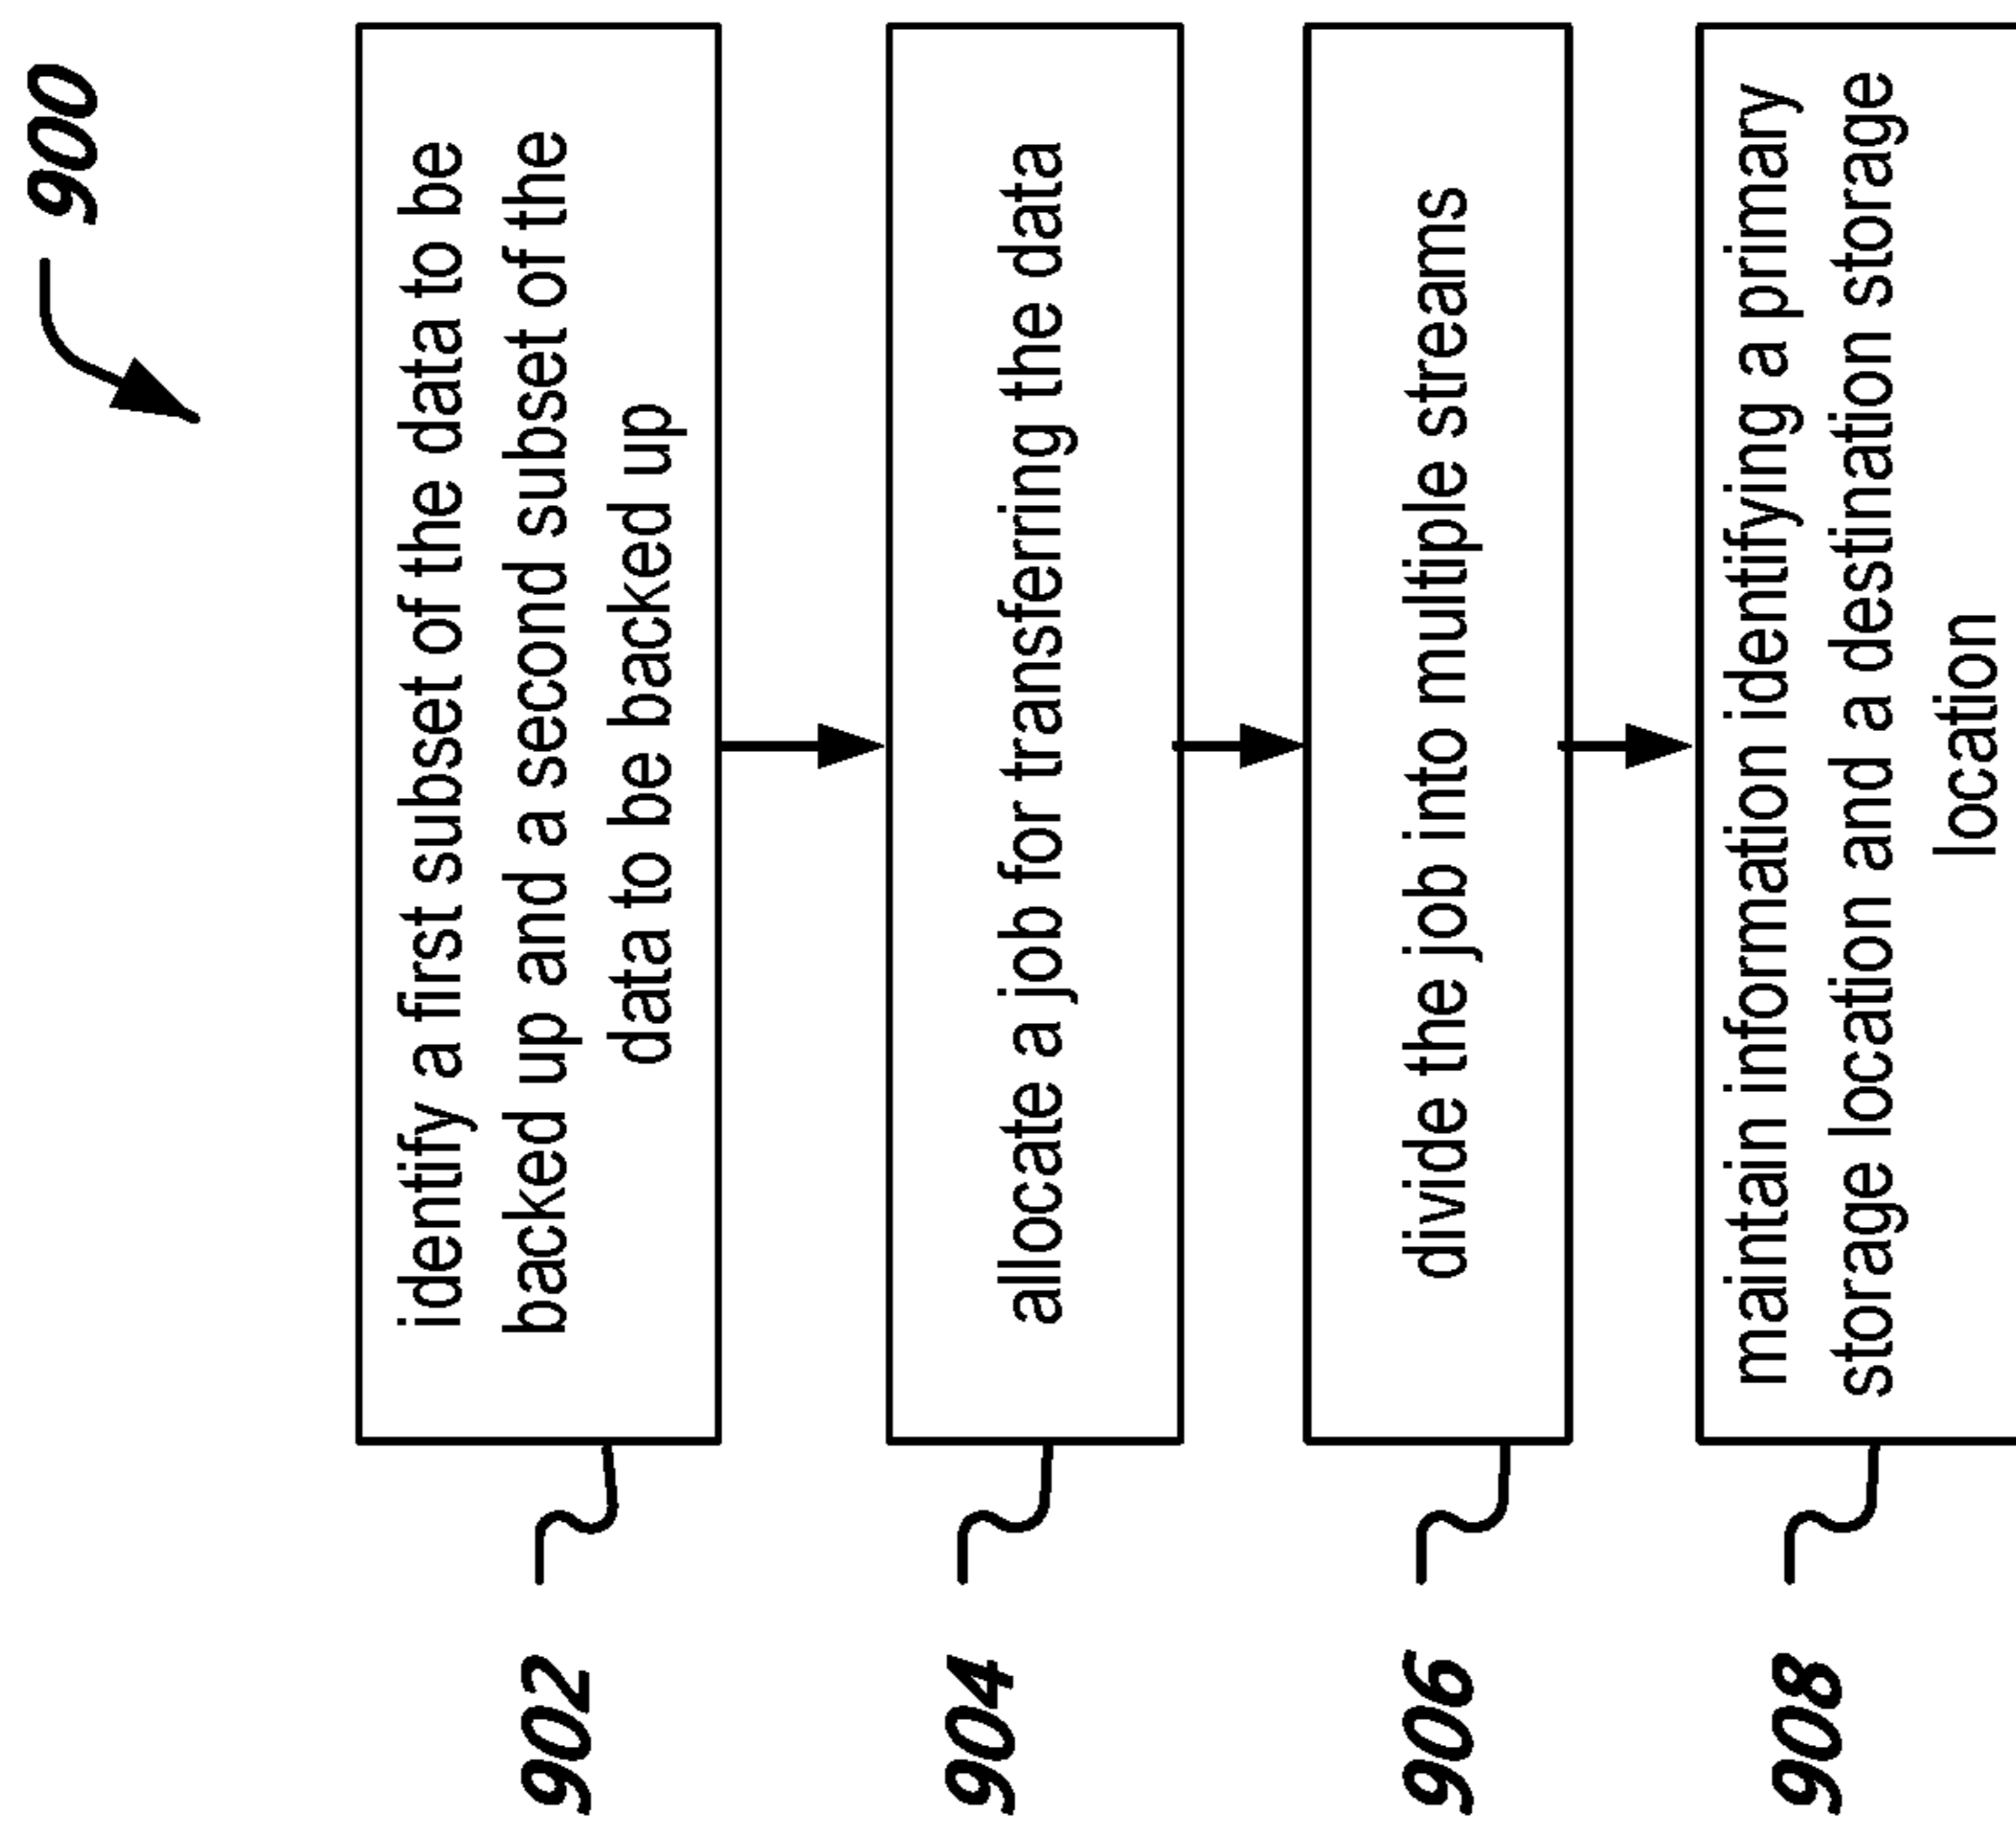 900
902
identify a first subset of the data to be
backed up and a second subset of the
data to be backed up
904
allocate a job for transferring the data
906
divide the job into multiple streams
908
maintain information identifying a primary
storage location and a destination storage
location